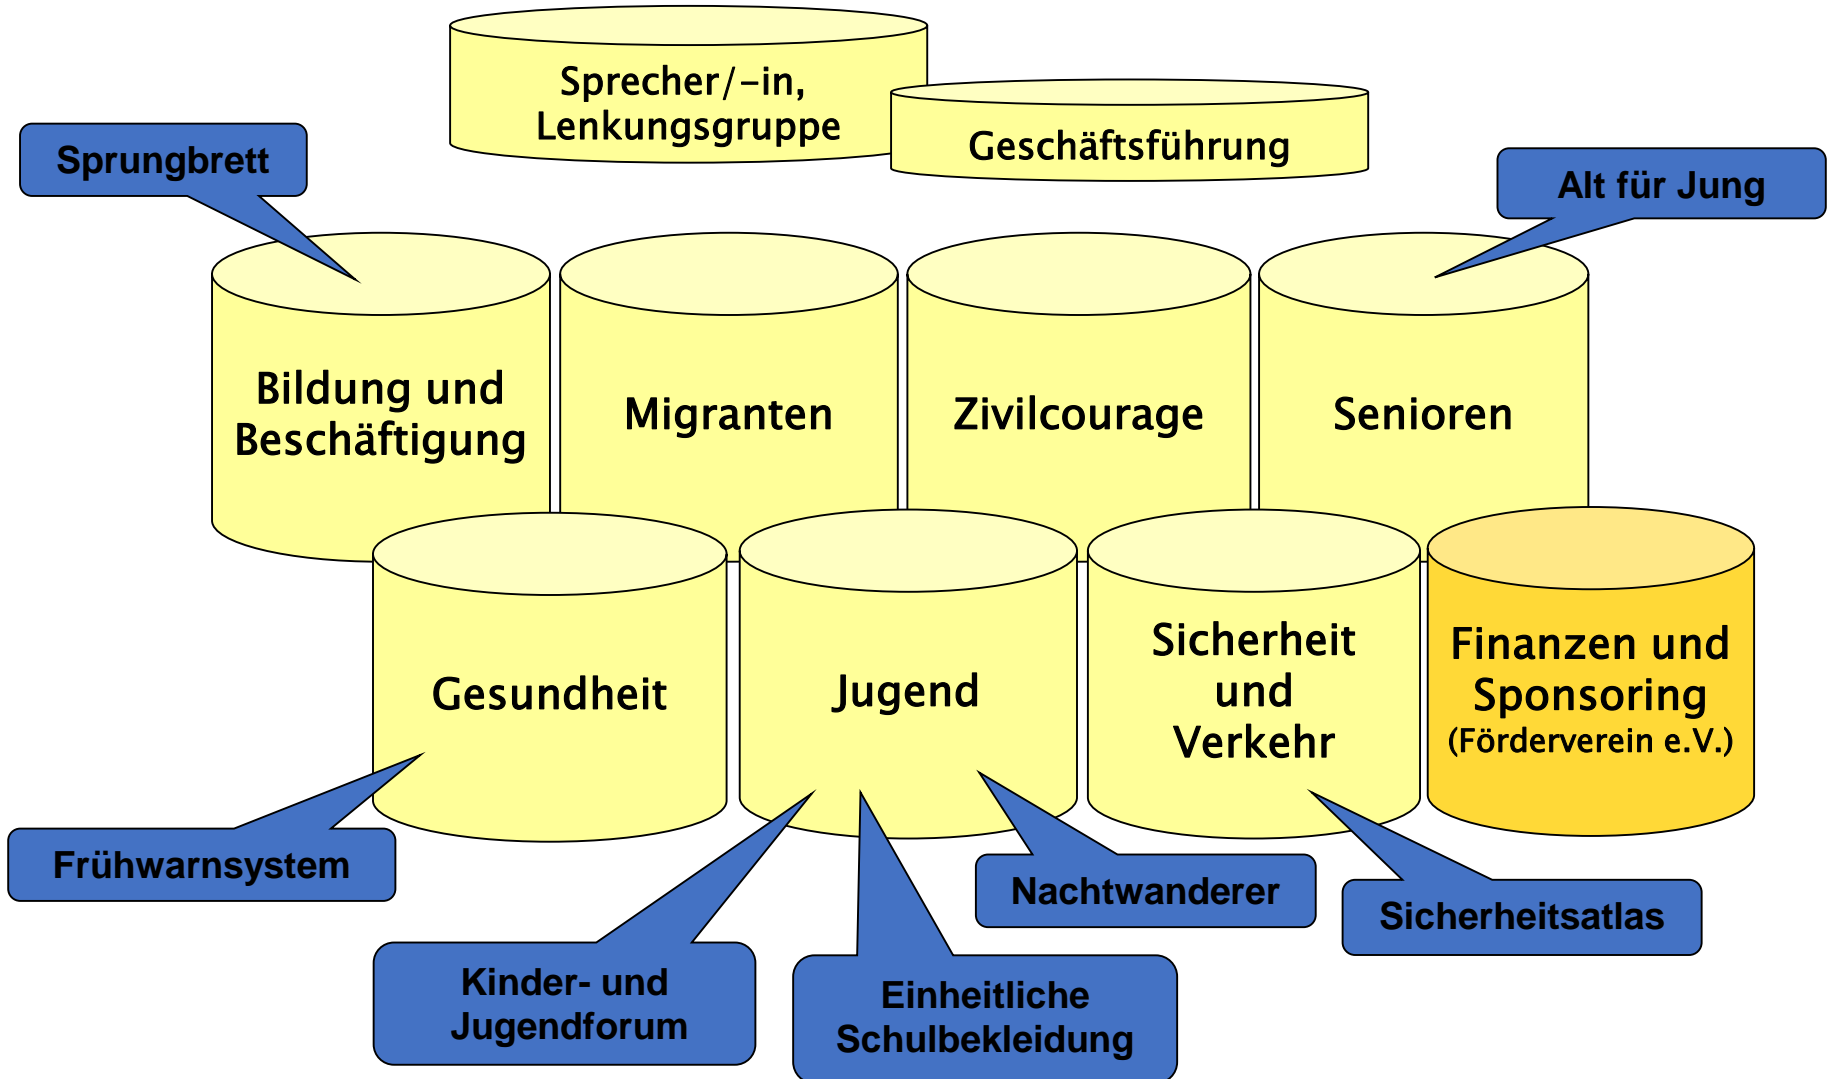 Sprecher/-in,
Lenkungsgruppe
Geschäftsführung
Sprungbrett
Alt für Jung
Bildung und
Beschäftigung
Migranten
Zivilcourage
Senioren
Gesundheit
Jugend
Sicherheit
und
Verkehr
Finanzen und
Sponsoring
(Förderverein e.V.)
Frühwarnsystem
Kinder- und
Jugendforum
Einheitliche
Schulbekleidung
Nachtwanderer
Sicherheitsatlas